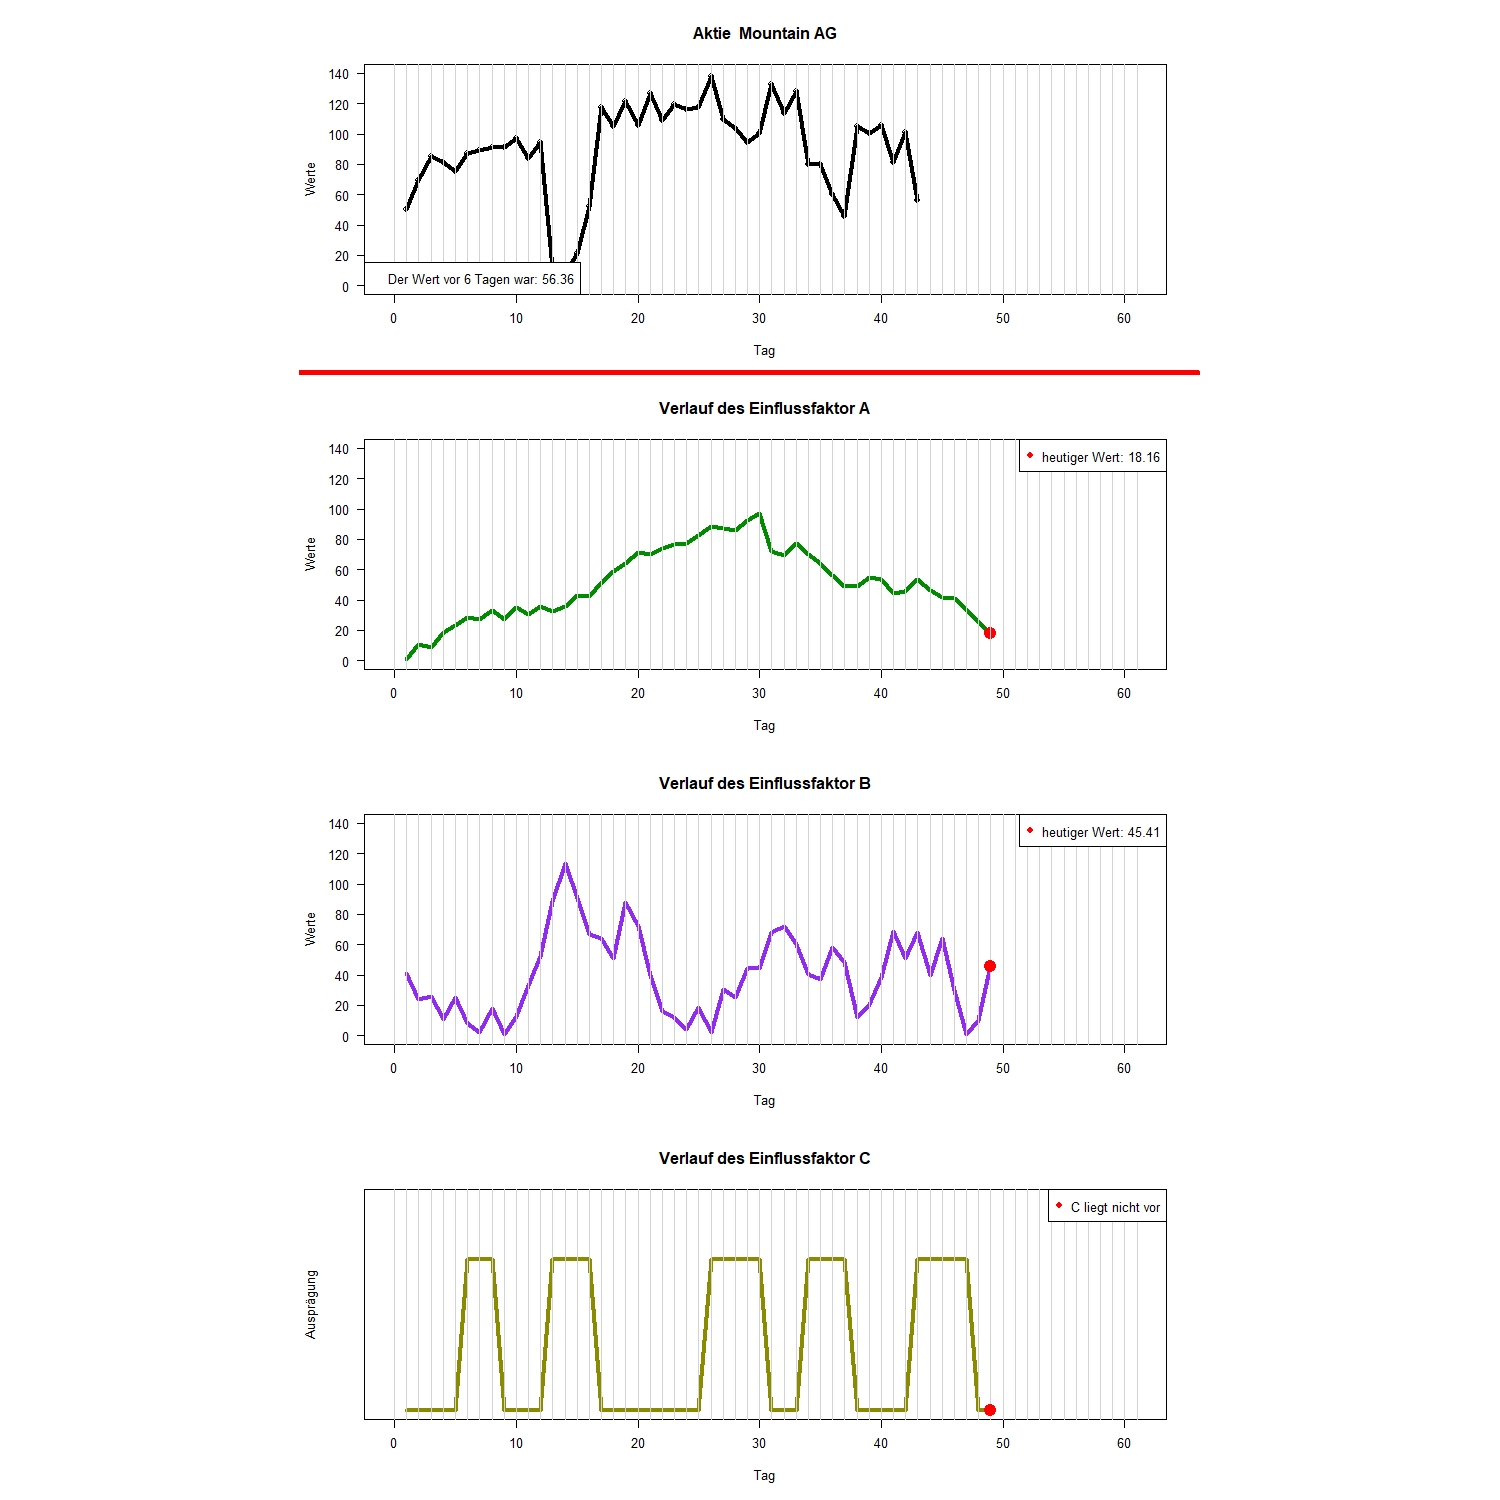 Aktie  Mountain AG
Werte
140
120
100
80
60
40
20
0
Der Wert vor 6 Tagen war: 56.36
0 10 20 30 40 50 60
Tag
Verlauf des Einflussfaktor A
Werte
140
120
100
80
60
40
20
0
heutiger Wert: 18.16
0 10 20 30 40 50 60
Tag
Verlauf des Einflussfaktor B
Werte
140
120
100
80
60
40
20
0
heutiger Wert: 45.41
0 10 20 30 40 50 60
Tag
Verlauf des Einflussfaktor C
Ausprägung
C liegt nicht vor
0 10 20 30 40 50 60
Tag